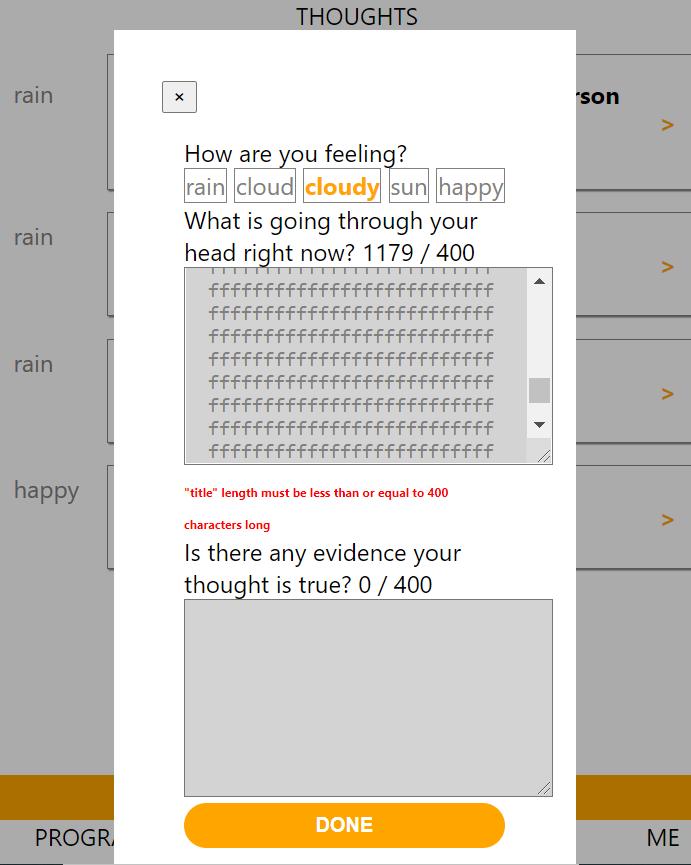 THOUGHTS
rain
rson
>
×
How are you feeling?
rain cloud cloudy sun happy
What is going through your
head right now? 1179 / 400
rain
>
ffffffffffffffffffffffffff
ffffffffffffffffffffffffff
ffffffffffffffffffffffffff
ffffffffffffffffffffffffff
rain
ffffffffffffffffffffffffff
>
ffffffffffffffffffffffffff
ffffffffffffffffffffffffff
ffffffffffffffffffffffffff
happy
"title" length must be less than or equal to 400
>
characters long
Is there any evidence your
thought is true? 0 / 400
DONE
PROGRA
ME